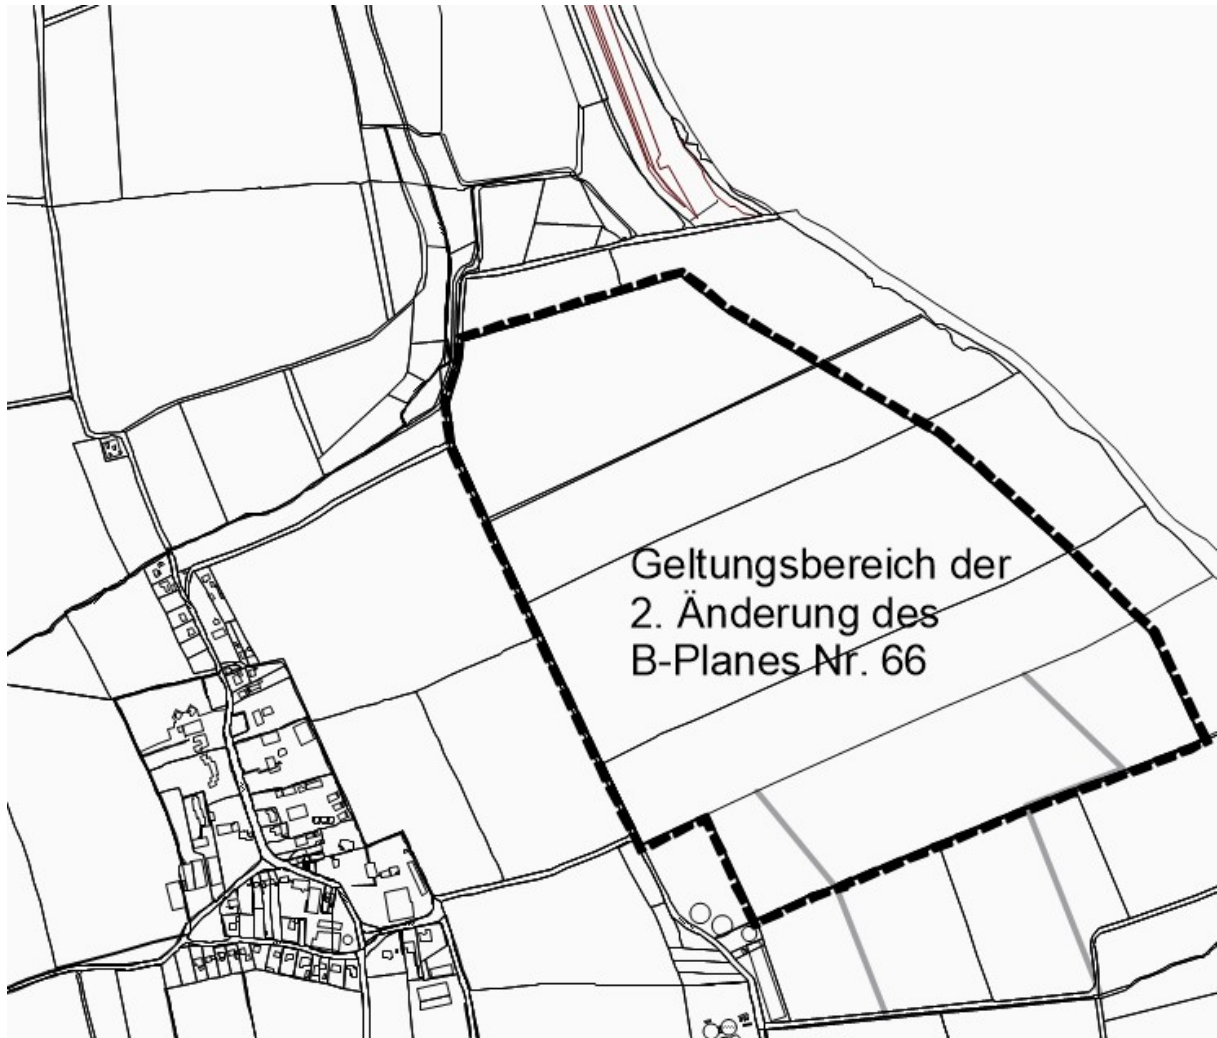 Geltungsbereich der
2. Änderung des
B-Planes Nr. 66